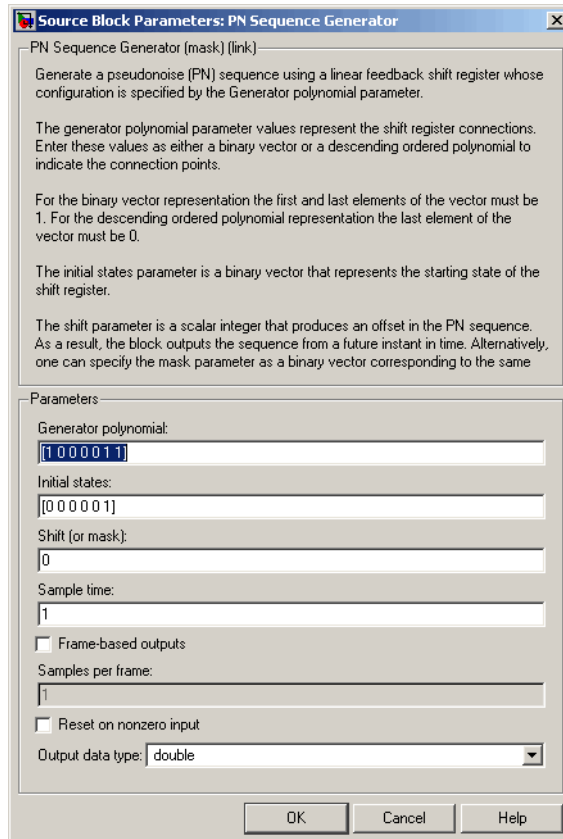 Source Block Parameters: PN Sequence Generator
PN Sequence Generator (mask) (link)
Generate a pseudonoise (PN) sequence using a linear feedback shift register whose
configuration is specified by the Generator polynomial parameter.
The generator polynomial parameter values represent the shift register connections.
Enter these values as either a binary vector or a descending ordered polynomial to
indicate the connection points.
For the binary vector representation the first and last elements of the vector must be
1. For the descending ordered polynomial representation the last element of the
vector must be 0.
The initial states parameter is a binary vector that represents the starting state of the
shift register.
The shift parameter is a scalar integer that produces an offset in the PN sequence.
As a result, the block outputs the sequence from a future instant in time. Alternatively,
one can specify the mask parameter as a binary vector corresponding to the same
Parameters
Generator polynomial:
[1 0 0 0 0 1 1]
Initial states:
[0 0 0 0 0 1]
Shift (or mask):
0
Sample time:
1
Frame-based outputs
Samples per frame:
1
Reset on nonzero input
Output data type: double
OK Cancel Help